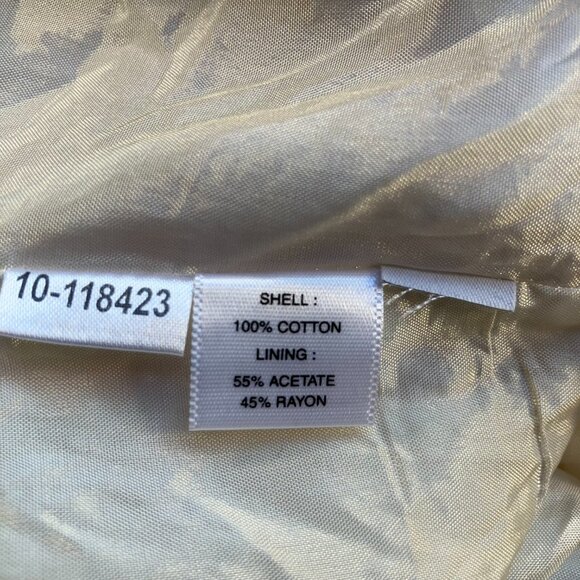 10-118423
SHELL :
100% COTTON
LINING :
55% ACETATE
45% RAYON